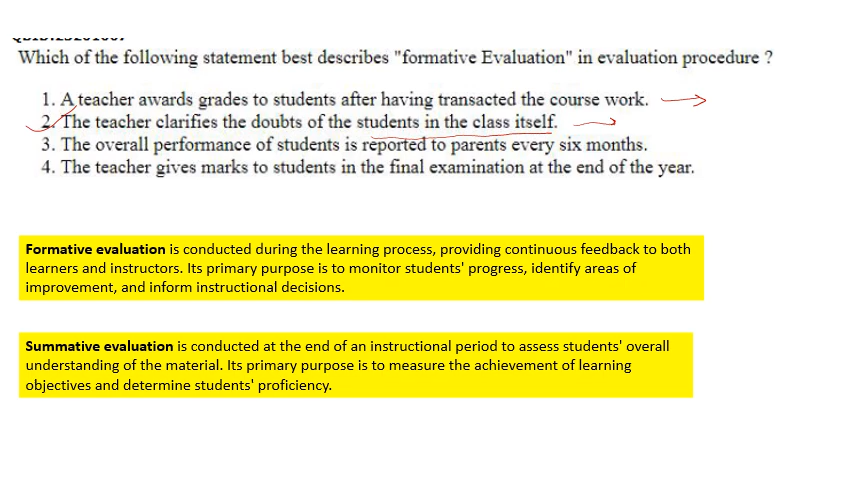 Which of the following statement best describes "formative Evaluation" in evaluation procedure ?
1. A teacher awards grades to students after having transacted the course work.
2. The teacher clarifies the doubts of the students in the class itself.
3. The overall performance of students is reported to parents every six months.
4. The teacher gives marks to students in the final examination at the end of the year.
Formative evaluation is conducted during the learning process, providing continuous feedback to both
learners and instructors. Its primary purpose is to monitor students' progress, identify areas of
improvement, and inform instructional decisions.
Summative evaluation is conducted at the end of an instructional period to assess students' overall
understanding of the material. Its primary purpose is to measure the achievement of learning
objectives and determine students' proficiency.